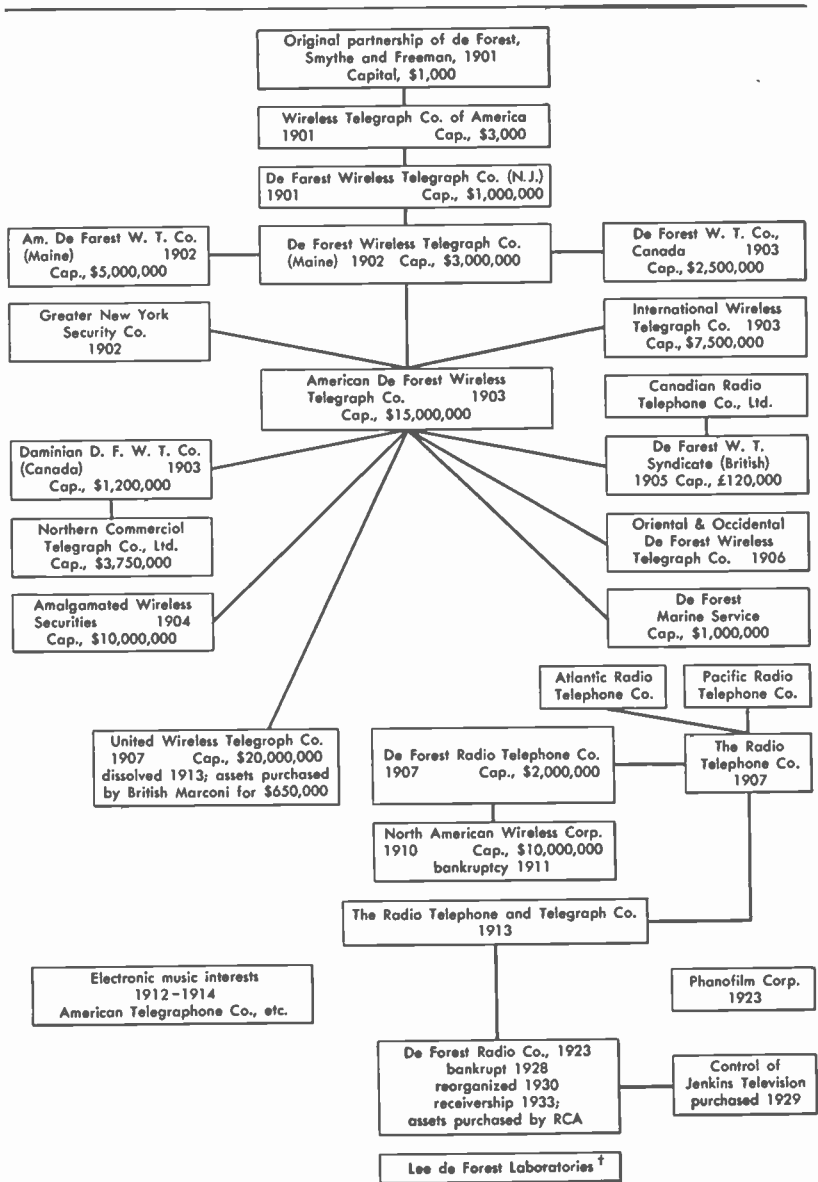 Original partnership of de Forest,
Smythe and Freeman, 1901
Capital, $1,000
Wireless Telegraph Co. of America
1901 Cap., $3,000
De Farest Wireless Telegraph Co. (N.J.)
1901 Cap., $1,000,000
Am. De Farest W. T. Co.
(Maine) 1902
Cap., $5,000,000
De Forest Wireless Telegraph Co.
(Maine) 1902 Cap., $3,000,000
De Forest W. T. Co.,
Canada 1903
Cap., $2,500,000
Greater New York
Security Co.
1902
International Wireless
Telegraph Co. 1903
Cap., $7,500,000
American De Forest Wireless
Telegraph Co. 1903
Cap., $15,000,000
Canadian Radio
Telephone Co., Ltd.
Daminian D. F. W. T. Co.
(Canada) 1903
Cap., $1,200,000
De Farest W. T.
Syndicate (British)
1905 Cap., £120,000
Northern Commerciol
Telegraph Co., Ltd.
Cap., $3,750,000
Oriental & Occidental
De Forest Wireless
Telegraph Co. 1906
Amalgamated Wireless
Securities 1904
Cap., $10,000,000
De Forest
Marine Service
Cap., $1,000,000
Atlantic Radio
Telephone Co.
Pacific Radio
Telephone Co.
United Wireless Telegroph Co.
1907 Cap., $20,000,000
dissolved 1913; assets purchased
by British Marconi for $650,000
De Forest Radio Telephone Co.
1907 Cap., $2,000,000
The Radio
Telephone Co.
1907
North American Wireless Corp.
1910 Cap., $10,000,000
bankruptcy 1911
The Radio Telephone and Telegraph Co.
1913
Electronic music interests
1912–1914
American Telegraphone Co., etc.
Phanofilm Corp.
1923
De Forest Radio Co., 1923
bankrupt 1928
reorganized 1930
receivership 1933;
assets purchased by RCA
Control of
Jenkins Television
purchased 1929
Lee de Forest Laboratories †